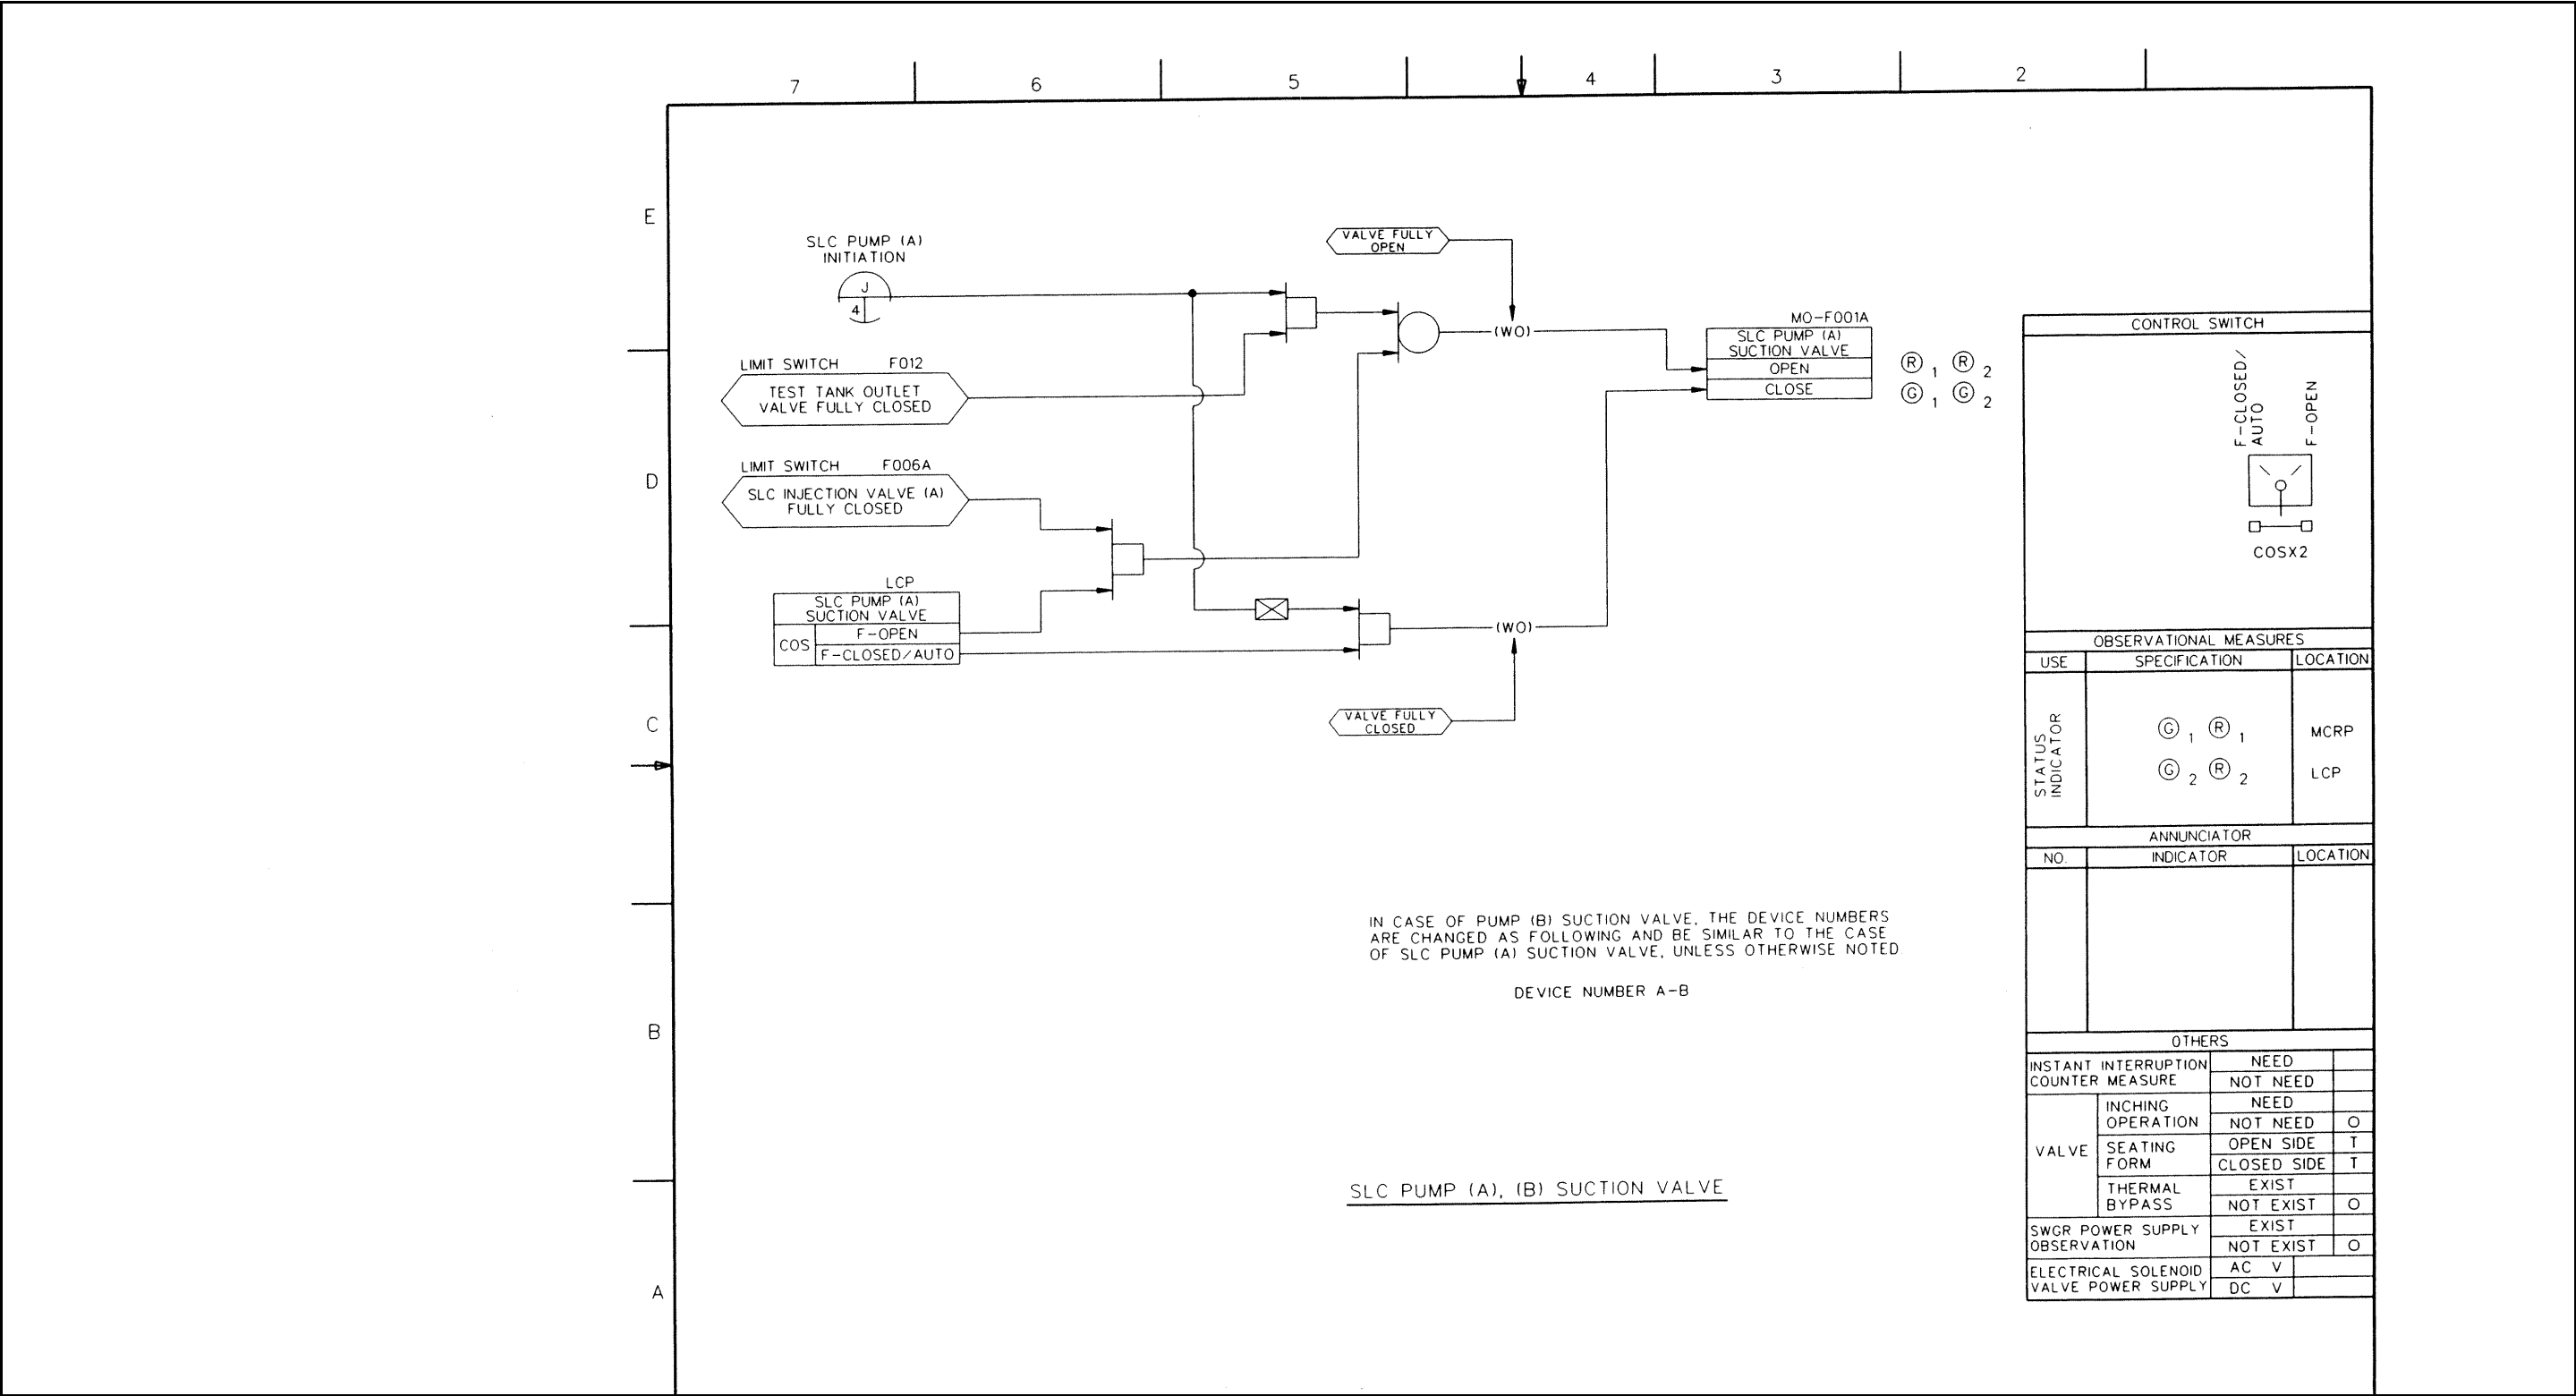 7 6 5 4 3 2
E
SLC PUMP (A)
INITIATION
J
4
VALVE FULLY
OPEN
(WO)
LIMIT SWITCH F012
TEST TANK OUTLET
VALVE FULLY CLOSED
MO-F001A
SLC PUMP (A)
SUCTION VALVE
OPEN
CLOSE
R 1 R 2
G 1 G 2
D
LIMIT SWITCH F006A
SLC INJECTION VALVE (A)
FULLY CLOSED
LCP
SLC PUMP (A)
SUCTION VALVE
COS
F-OPEN
F-CLOSED/AUTO
(WO)
C
VALVE FULLY
CLOSED
IN CASE OF PUMP (B) SUCTION VALVE, THE DEVICE NUMBERS
ARE CHANGED AS FOLLOWING AND BE SIMILAR TO THE CASE
OF SLC PUMP (A) SUCTION VALVE, UNLESS OTHERWISE NOTED
DEVICE NUMBER A-B
B
SLC PUMP (A), (B) SUCTION VALVE
A
CONTROL SWITCH
F-CLOSED/
AUTO
F-OPEN
COSX2
OBSERVATIONAL MEASURES
USE SPECIFICATION LOCATION
STATUS
INDICATOR
G 1 R 1 MCRP
G 2 R 2 LCP
ANNUNCIATOR
NO. INDICATOR LOCATION
OTHERS
INSTANT INTERRUPTION
COUNTER MEASURE
NEED
NOT NEED
VALVE
INCHING
OPERATION
NEED
NOT NEED O
SEATING
FORM
OPEN SIDE T
CLOSED SIDE T
THERMAL
BYPASS
EXIST
NOT EXIST O
SWGR POWER SUPPLY
OBSERVATION
EXIST
NOT EXIST O
ELECTRICAL SOLENOID
VALVE POWER SUPPLY
AC V
DC V